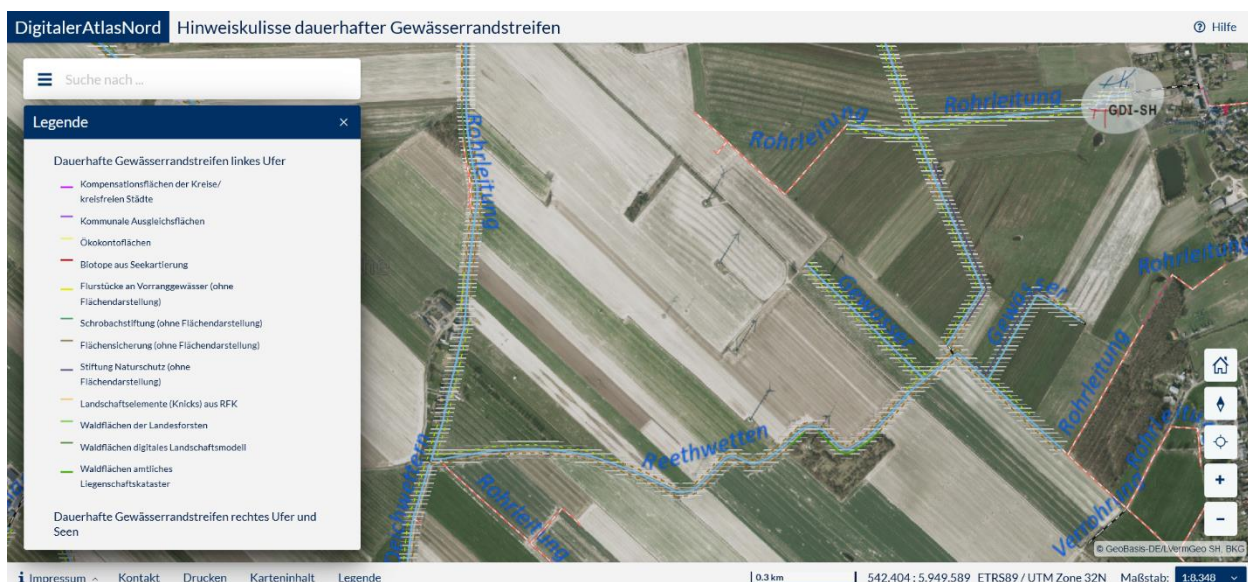 DigitalerAtlasNord
Hinweiskulisse dauerhafter Gewässerrandstreifen
Hilfe
Suche nach ...
Legende
Dauerhafte Gewässerrandstreifen linkes Ufer
Kompensationsflächen der Kreise/
kreisfreien Städte
Kommunale Ausgleichsflächen
Ökokontoflächen
Biotope aus Seekartierung
Flurstücke an Vorranggewässer (ohne
Flächendarstellung)
Schrobachstiftung (ohne Flächendarstellung)
Flächensicherung (ohne Flächendarstellung)
Stiftung Naturschutz (ohne
Flächendarstellung)
Landschaftselemente (Knicks) aus RFK
Waldflächen der Landesforsten
Waldflächen digitales Landschaftsmodell
Waldflächen amtliches
Liegenschaftskataster
Dauerhafte Gewässerrandstreifen rechtes Ufer und
Seen
Rohrleitung
Rohrleitung
Rohrleitung
GDI-SH
Rohrleitung
Gewässer
Gewässer
Rohrleitung
Reethwetten
Rohrleitung
Rohrleitung
Verrohrung
© GeoBasis-DE/LVermGeo SH, BKG
Impressum
Kontakt
Drucken
Karteninhalt
Legende
0.3 km
542,404 : 5.949,589
ETRS89 / UTM Zone 32N
Maßstab:
1:8.348